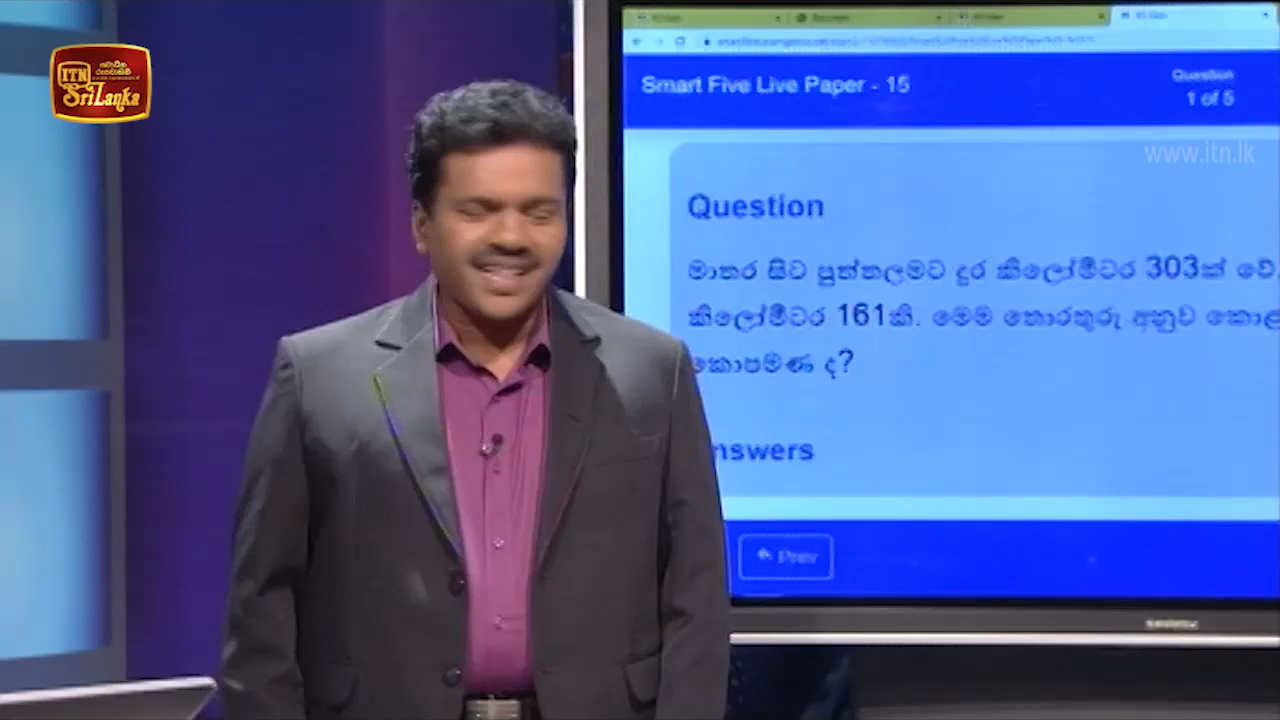 ITN
Sri Lanka
Smart Five Live Paper - 15
Question
1 of 5
www.itn.lk
Question
මාතර සිට පුත්තලමට දුර කිලෝමීටර 303ක් වේ
කිලෝමීටර 161කි. මෙම තොරතුරු අනුව කොළ
කොපමණ ද?
nswers
Prev